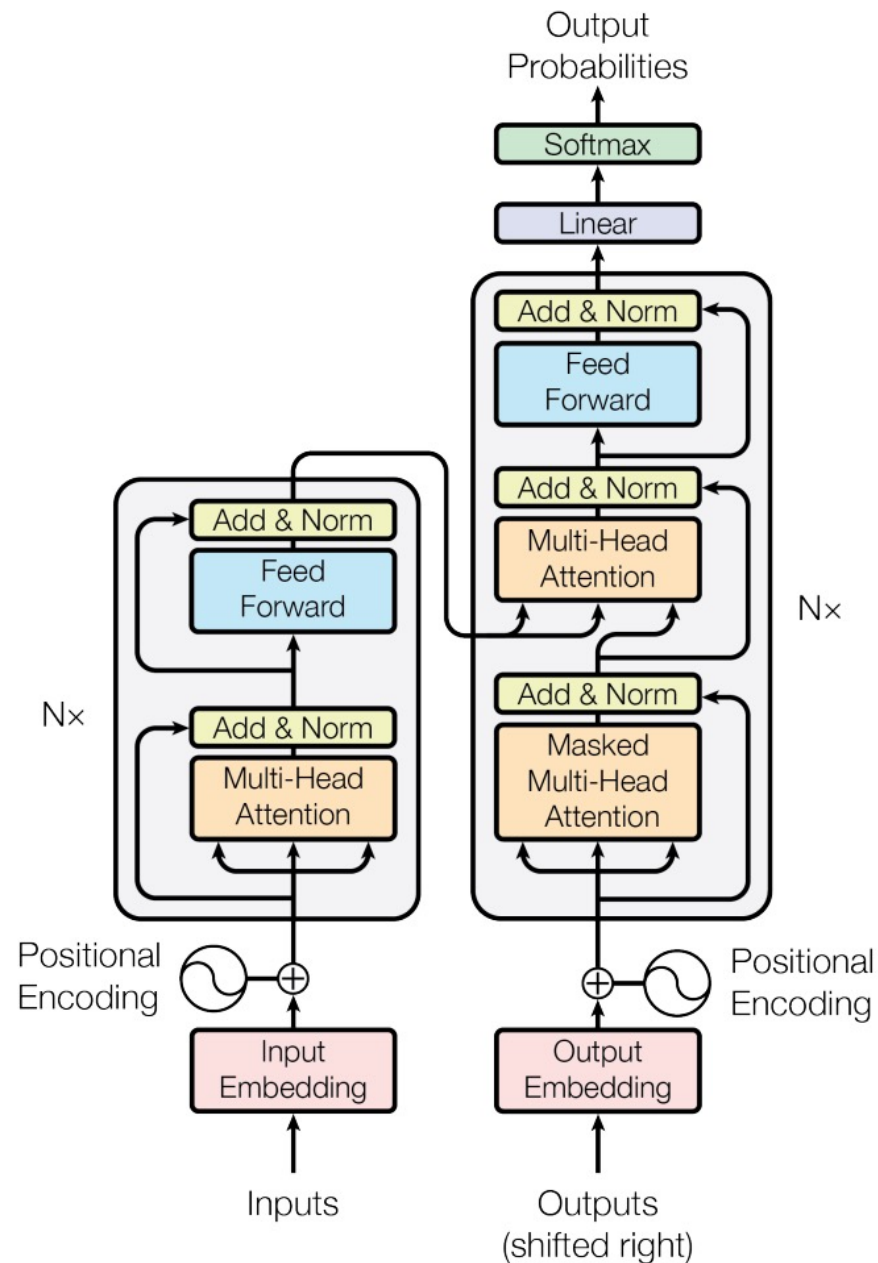 Output
Probabilities
Softmax
Linear
Add & Norm
Feed
Forward
Add & Norm
Multi-Head
Attention
Nx
Add & Norm
Masked
Multi-Head
Attention
Add & Norm
Feed
Forward
Nx
Add & Norm
Multi-Head
Attention
Positional
Encoding
Positional
Encoding
Input
Embedding
Output
Embedding
Inputs
Outputs
(shifted right)